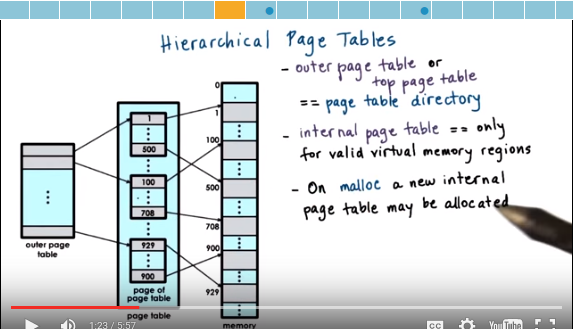 Hierarchical Page Tables
- outer page table or
top page table
== page table directory
- internal page table == only
for valid virtual memory regions
- On malloc a new internal
page table may be allocated
outer page
table
1
500
100
708
929
900
page of
page table
page table
0
1
100
500
708
900
929
memory
1:23 / 5:57
CC
YouTube